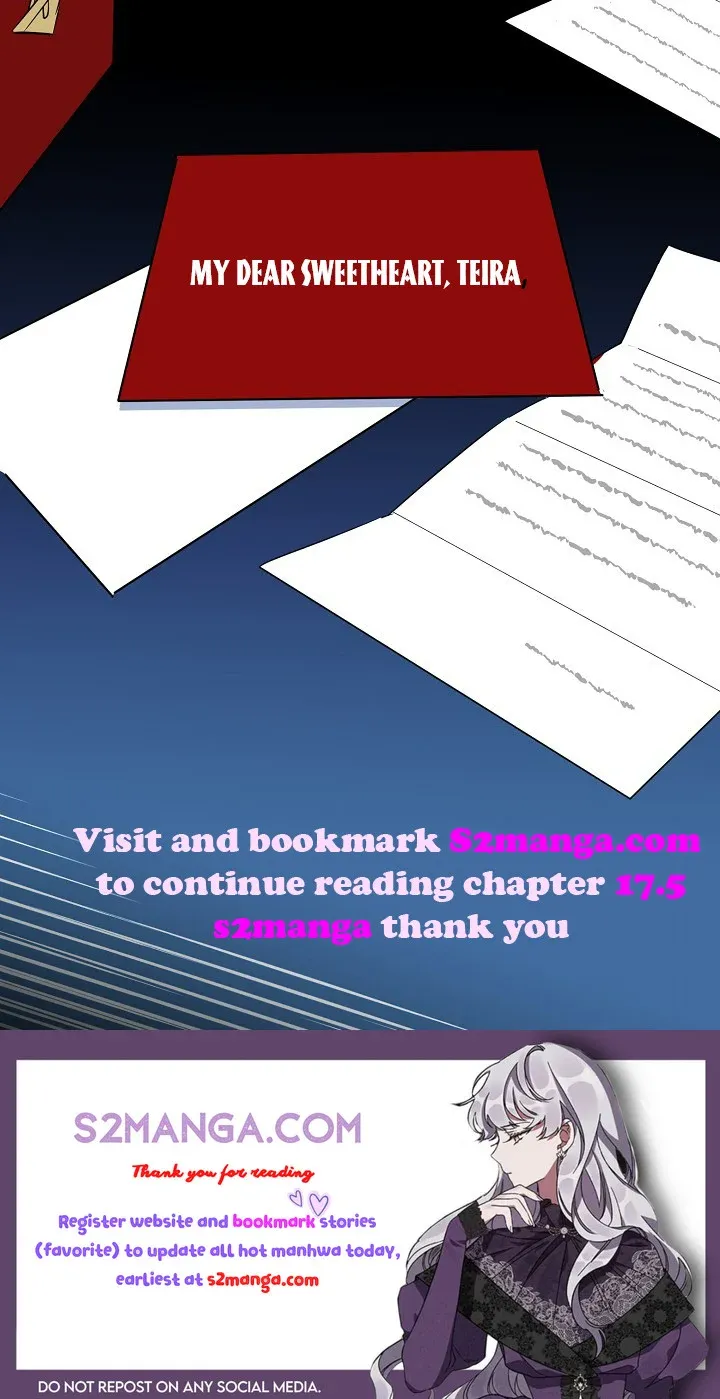 MY DEAR SWEETHEART, TEIRA,
Visit and bookmark S2manga.com
to continue reading chapter 17.5
s2manga thank you
S2MANGA.COM
Thank you for reading
Register website and bookmark stories
(favorite) to update all hot manhwa today,
earliest at s2manga.com
DO NOT REPOST ON ANY SOCIAL MEDIA.